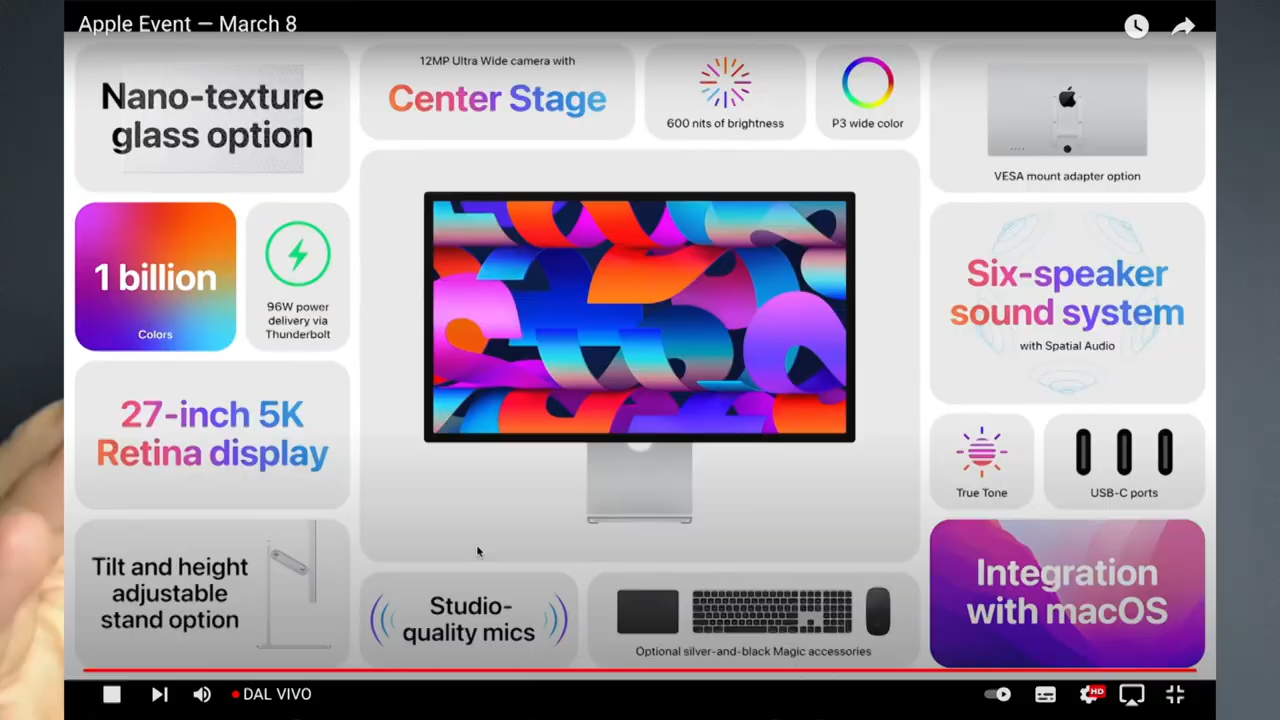 Apple Event — March 8
Nano-texture
glass option
12MP Ultra Wide camera with
Center Stage
600 nits of brightness
P3 wide color
VESA mount adapter option
1 billion
Colors
96W power
delivery via
Thunderbolt
Six-speaker
sound system
with Spatial Audio
27-inch 5K
Retina display
True Tone
USB-C ports
Tilt and height
adjustable
stand option
Studio-
quality mics
Optional silver-and-black Magic accessories
Integration
with macOS
DAL VIVO
HD